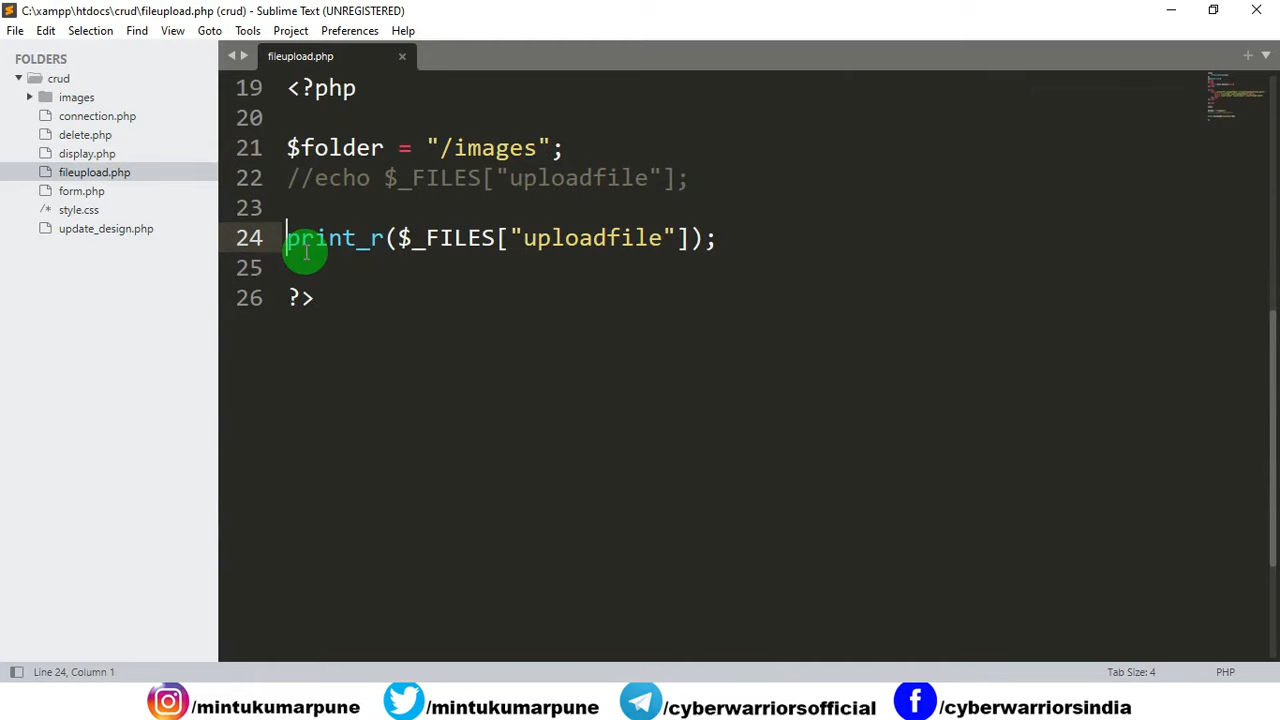 C:\xampp\htdocs\crud\fileupload.php (crud) - Sublime Text (UNREGISTERED)
File Edit Selection Find View Goto Tools Project Preferences Help
FOLDERS
crud
images
connection.php
delete.php
display.php
fileupload.php
form.php
style.css
update_design.php
fileupload.php
19 <?php
20
21 $folder = "/images";
22 //echo $_FILES["uploadfile"];
23
24 print_r($_FILES["uploadfile"]);
25
26 ?>
Line 24, Column 1 Tab Size: 4 PHP
/mintukumarpune /mintukumarpune /cyberwarriorsofficial /cyberwarriorsindia